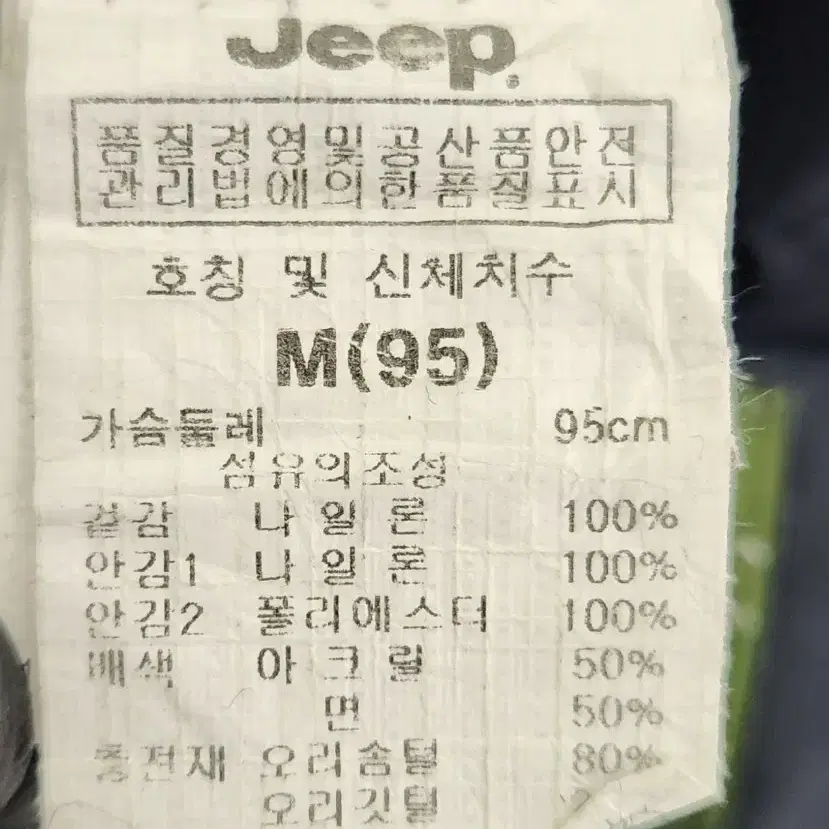 Jeep
품질경영및공산품안전
관리법에의한품질표시
호칭 및 신체치수
M(95)
가슴둘레 95cm
섬유의조성
겉감 나일론 100%
안감1 나일론 100%
안감2 폴리에스터 100%
배색 아크릴 50%
면 50%
충전재 오리솜털 80%
오리깃털